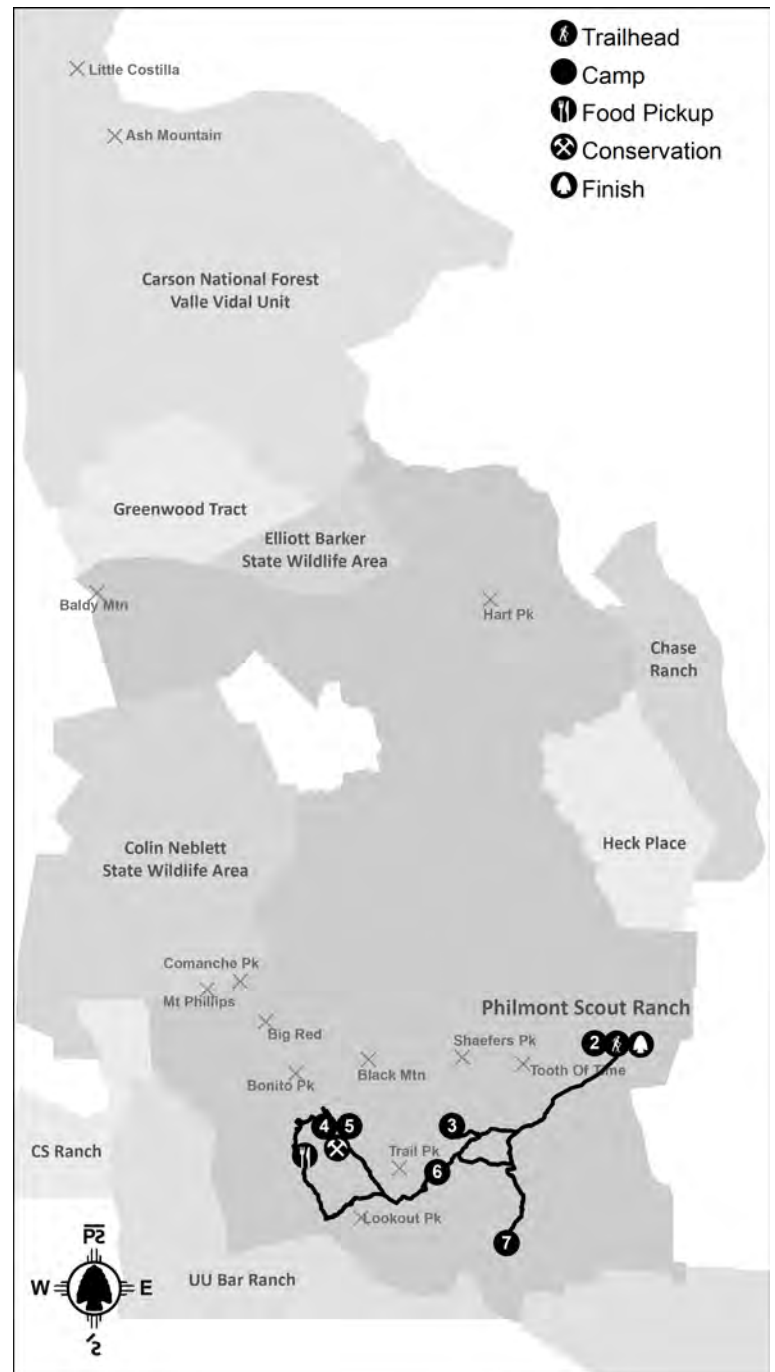 Trailhead
Camp
Food Pickup
Conservation
Finish
Little Costilla
Ash Mountain
Carson National Forest
Valle Vidal Unit
Greenwood Tract
Elliott Barker
State Wildlife Area
Baldy Mtn
Hart Pk
Chase
Ranch
Heck Place
Colin Neblett
State Wildlife Area
Comanche Pk
Mt Phillips
Big Red
Bonito Pk
Black Mtn
Shaefers Pk
Philmont Scout Ranch
2
Tooth Of Time
4
5
3
CS Ranch
Trail Pk
6
Lookout Pk
7
UU Bar Ranch
W
E